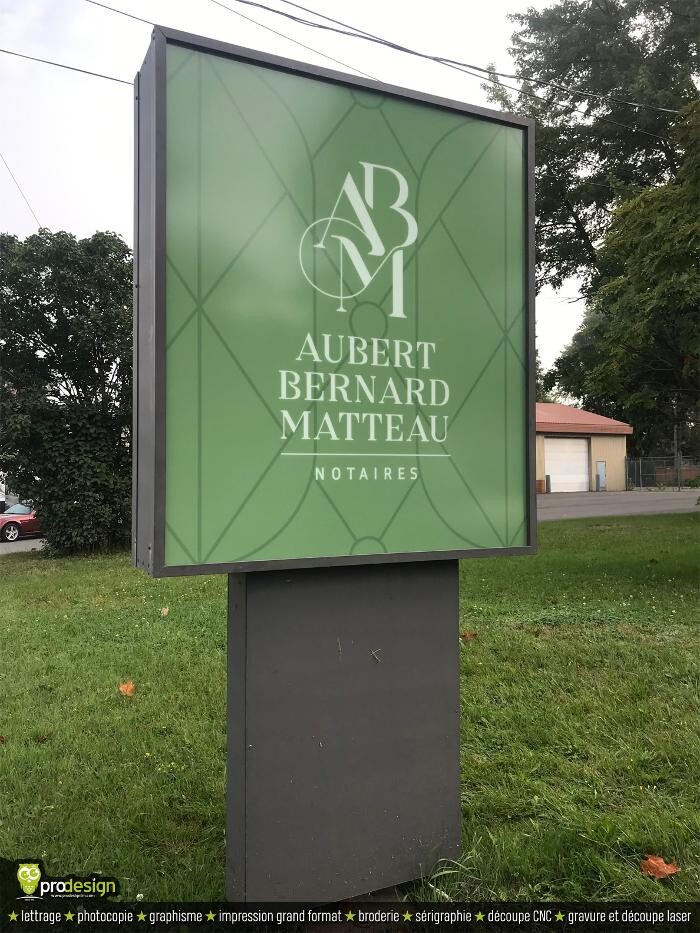 ABM
AUBERT
BERNARD
MATTEAU
NOTAIRES
prodesign
★ lettrage ★ photocopie ★ graphisme ★ impression grand format ★ broderie ★ sérigraphie ★ découpe CNC ★ gravure et découpe laser